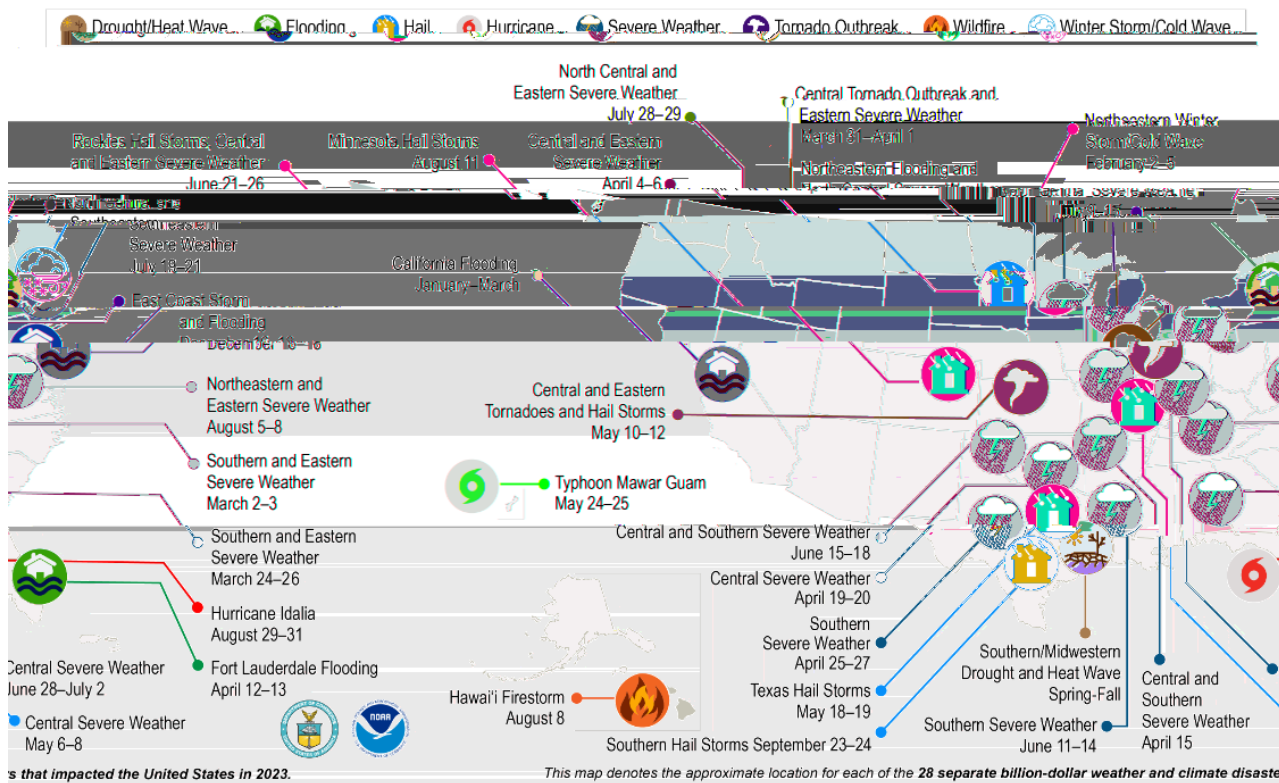 Drought/Heat Wave
Flooding
Hail
Hurricane
Severe Weather
Tornado Outbreak
Wildfire
Winter Storm/Cold Wave
North Central and
Eastern Severe Weather
July 28–29
Central Tornado Outbreak and
Eastern Severe Weather
March 31–April 1
Northeastern Winter
Storm/Cold Wave
February
Rockies Hail Storms, Central
and Eastern Severe Weather
June 21–26
Minnesota Hail Storms
August 11
Central and Eastern
Severe Weather
April 4–6
Northeastern Flooding and
Southeastern
Severe Weather
July 19–21
California Flooding
January–March
East Coast Storm
and Flooding
Northeastern and
Eastern Severe Weather
August 5–8
Central and Eastern
Tornadoes and Hail Storms
May 10–12
Southern and Eastern
Severe Weather
March 2–3
Typhoon Mawar Guam
May 24–25
Southern and Eastern
Severe Weather
March 24–26
Central and Southern Severe Weather
June 15–18
Central Severe Weather
April 19–20
Hurricane Idalia
August 29–31
Southern
Severe Weather
April 25–27
Southern/Midwestern
Drought and Heat Wave
Spring-Fall
Central Severe Weather
June 28–July 2
Fort Lauderdale Flooding
April 12–13
Hawai‘i Firestorm
August 8
Texas Hail Storms
May 18–19
Central and
Southern
Severe Weather
April 15
Central Severe Weather
May 6–8
NOAA
Southern Hail Storms September 23–24
Southern Severe Weather
June 11–14
that impacted the United States in 2023.
This map denotes the approximate location for each of the 28 separate billion-dollar weather and climate